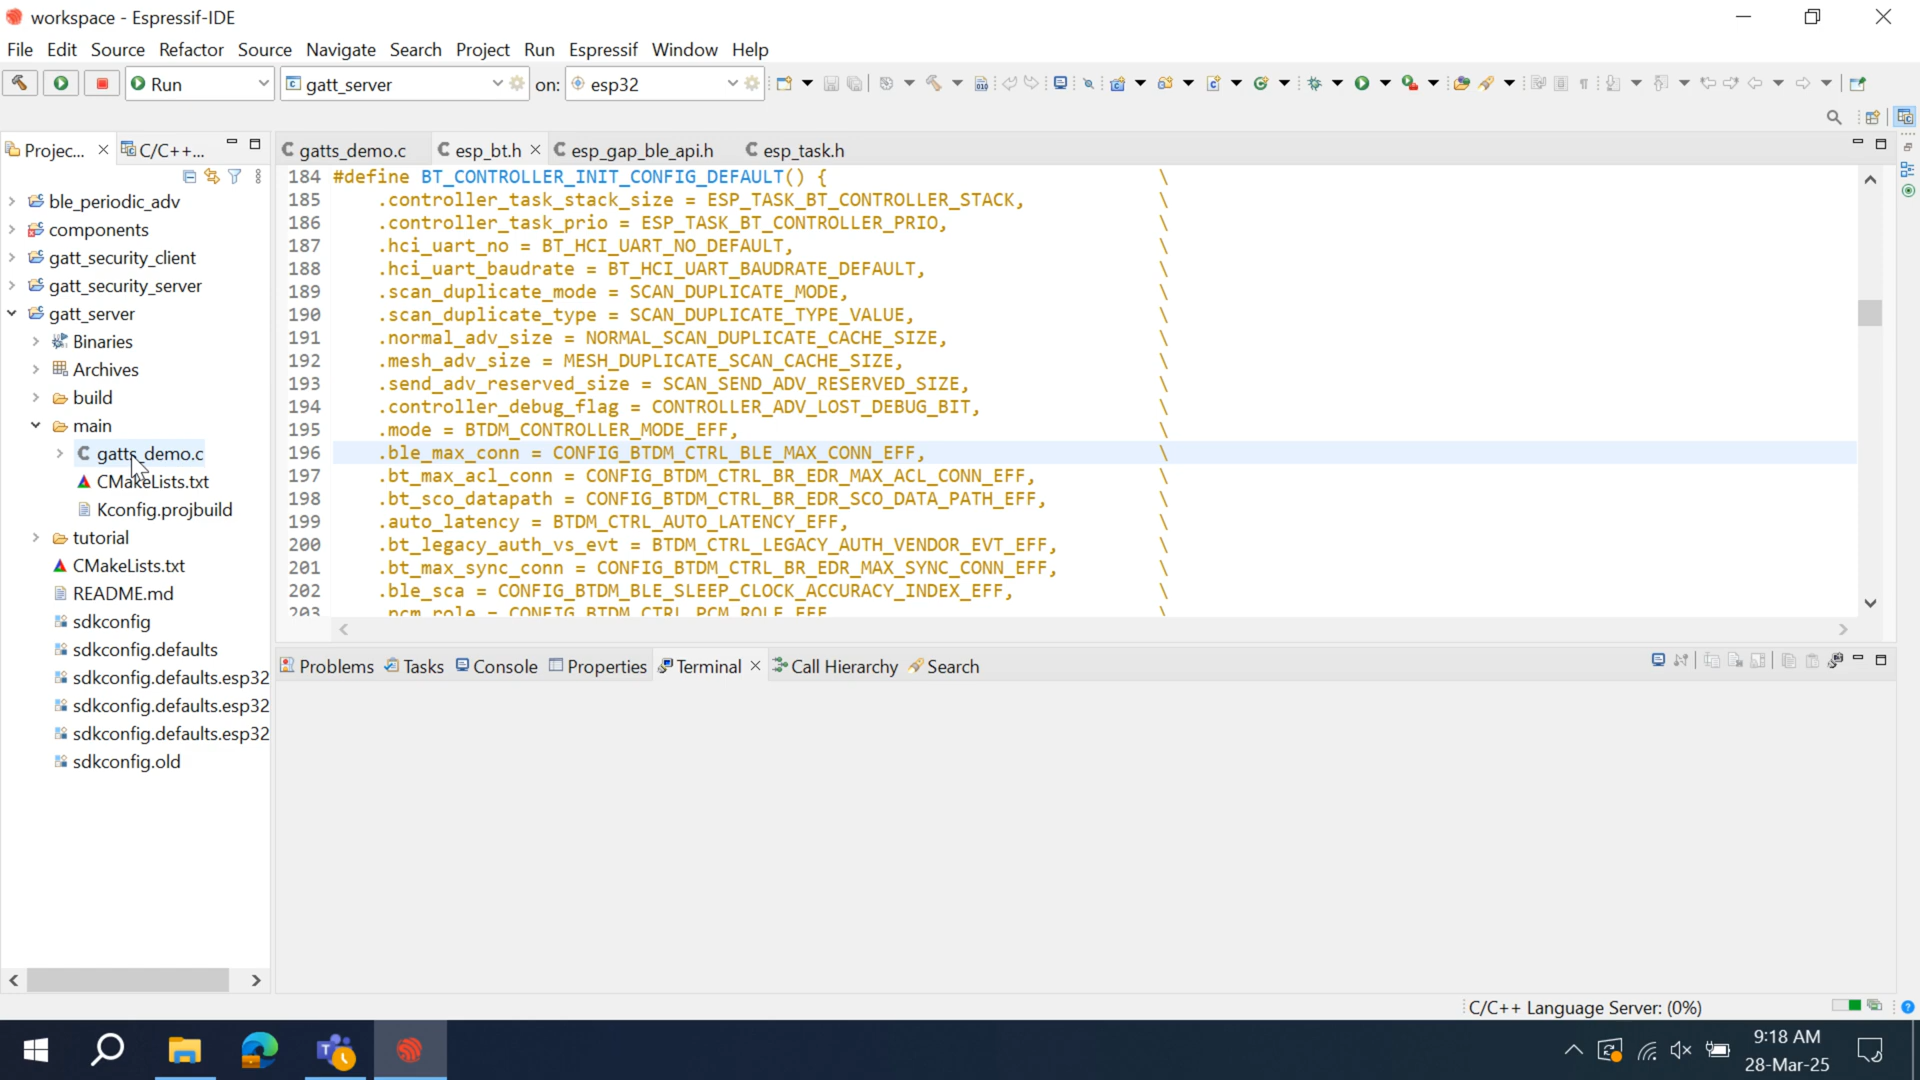 workspace - Espressif-IDE
File Edit Source Refactor Source Navigate Search Project Run Espressif Window Help
Run gatt_server on: esp32
Projec... C/C++...
ble_periodic_adv
components
gatt_security_client
gatt_security_server
gatt_server
Binaries
Archives
build
main
gatts_demo.c
CMakeLists.txt
Kconfig.projbuild
tutorial
CMakeLists.txt
README.md
sdkconfig
sdkconfig.defaults
sdkconfig.defaults.esp32
sdkconfig.defaults.esp32
sdkconfig.defaults.esp32
sdkconfig.old
gatts_demo.c esp_bt.h esp_gap_ble_api.h esp_task.h
184 #define BT_CONTROLLER_INIT_CONFIG_DEFAULT() { \
185 .controller_task_stack_size = ESP_TASK_BT_CONTROLLER_STACK, \
186 .controller_task_prio = ESP_TASK_BT_CONTROLLER_PRIO, \
187 .hci_uart_no = BT_HCI_UART_NO_DEFAULT, \
188 .hci_uart_baudrate = BT_HCI_UART_BAUDRATE_DEFAULT, \
189 .scan_duplicate_mode = SCAN_DUPLICATE_MODE, \
190 .scan_duplicate_type = SCAN_DUPLICATE_TYPE_VALUE, \
191 .normal_adv_size = NORMAL_SCAN_DUPLICATE_CACHE_SIZE, \
192 .mesh_adv_size = MESH_DUPLICATE_SCAN_CACHE_SIZE, \
193 .send_adv_reserved_size = SCAN_SEND_ADV_RESERVED_SIZE, \
194 .controller_debug_flag = CONTROLLER_ADV_LOST_DEBUG_BIT, \
195 .mode = BTDM_CONTROLLER_MODE_EFF, \
196 .ble_max_conn = CONFIG_BTDM_CTRL_BLE_MAX_CONN_EFF, \
197 .bt_max_acl_conn = CONFIG_BTDM_CTRL_BR_EDR_MAX_ACL_CONN_EFF, \
198 .bt_sco_datapath = CONFIG_BTDM_CTRL_BR_EDR_SCO_DATA_PATH_EFF, \
199 .auto_latency = BTDM_CTRL_AUTO_LATENCY_EFF, \
200 .bt_legacy_auth_vs_evt = BTDM_CTRL_LEGACY_AUTH_VENDOR_EVT_EFF, \
201 .bt_max_sync_conn = CONFIG_BTDM_CTRL_BR_EDR_MAX_SYNC_CONN_EFF, \
202 .ble_sca = CONFIG_BTDM_BLE_SLEEP_CLOCK_ACCURACY_INDEX_EFF, \
203 .pcm_role = CONFIG_BTDM_CTRL_PCM_ROLE_EFF, \
Problems Tasks Console Properties Terminal Call Hierarchy Search
C/C++ Language Server: (0%)
9:18 AM
28-Mar-25